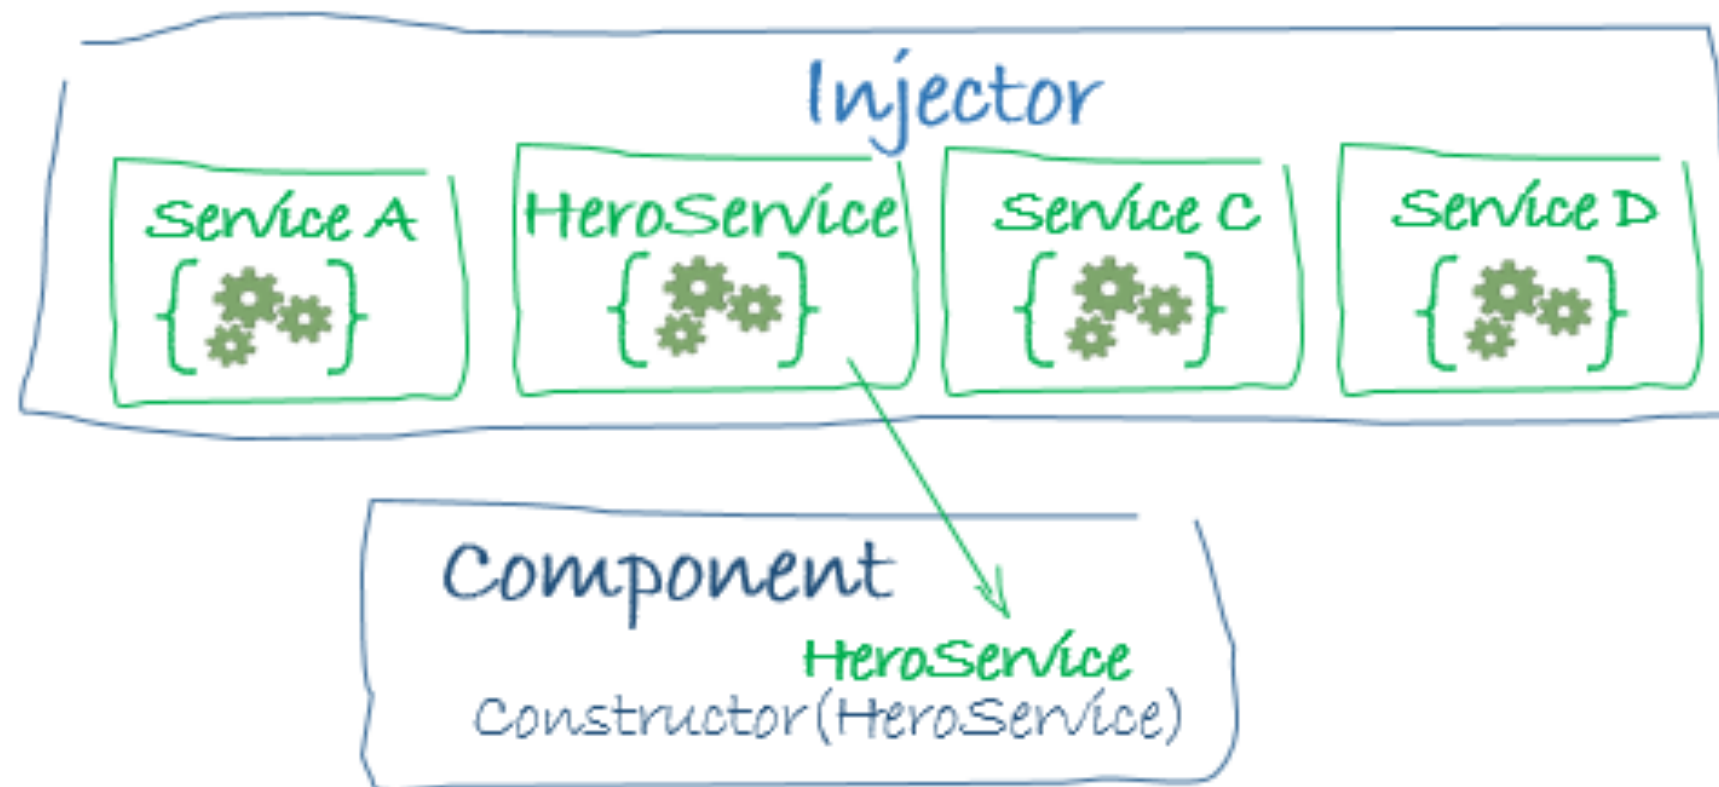 Injector
Service A HeroService Service C Service D
Component
HeroService
Constructor(HeroService)